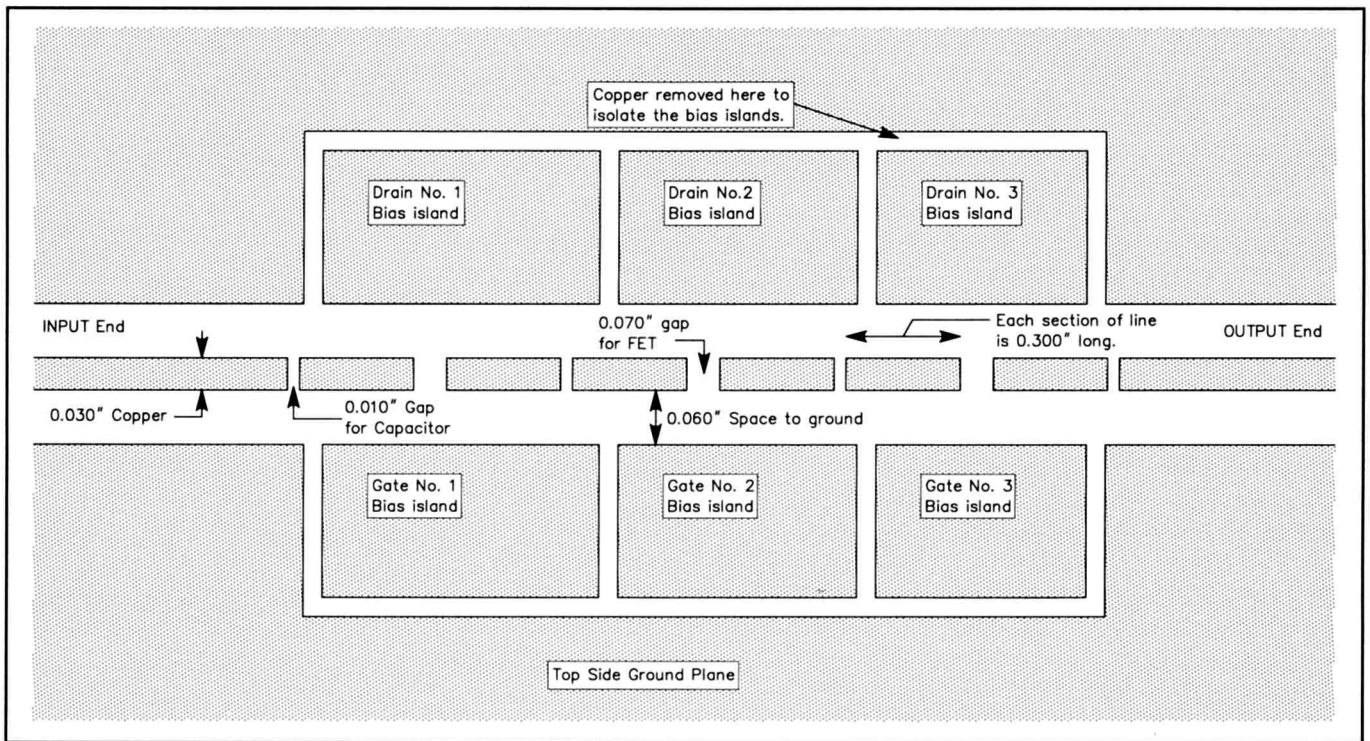 Copper removed here to
isolate the bias islands.
Drain No. 1
Bias island
Drain No.2
Bias island
Drain No. 3
Bias island
INPUT End
0.070" gap
for FET
Each section of line
is 0.300" long.
OUTPUT End
0.030" Copper
0.010" Gap
for Capacitor
0.060" Space to ground
Gate No. 1
Bias island
Gate No. 2
Bias island
Gate No. 3
Bias island
Top Side Ground Plane